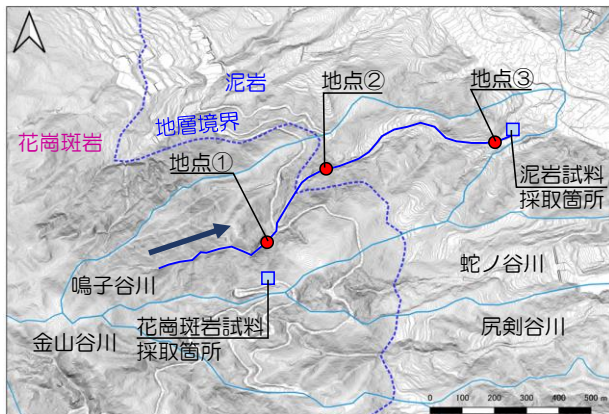 泥岩
地点②
地点③
花崗斑岩
地層境界
地点①
泥岩試料
採取箇所
鳴子谷川
蛇ノ谷川
金山谷川
花崗斑岩試料
採取箇所
尻剣谷川
0 100 200 300 400 500 m